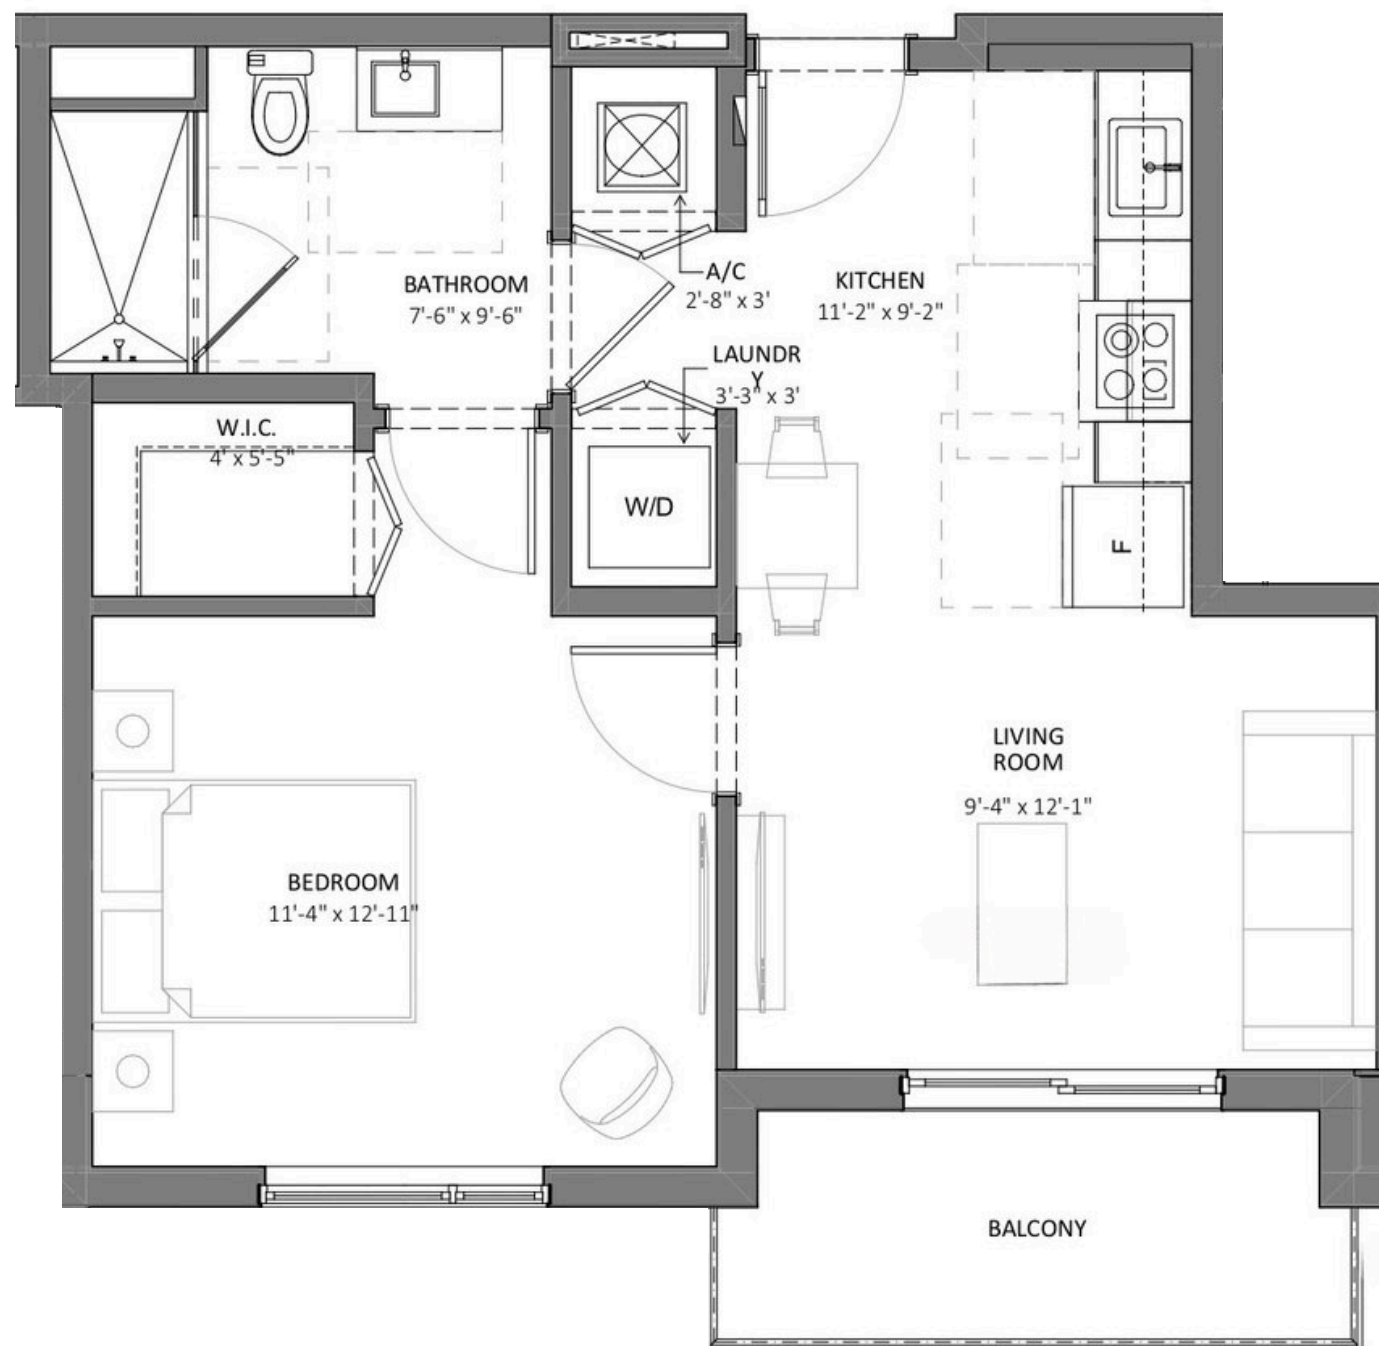 BATHROOM
7'-6" x 9'-6"
A/C
2'-8" x 3'
KITCHEN
11'-2" x 9'-2"
LAUNDR
Y
3'-3" x 3'
W.I.C.
4' x 5'-5"
W/D
F
LIVING
ROOM
9'-4" x 12'-1"
BEDROOM
11'-4" x 12'-11"
BALCONY